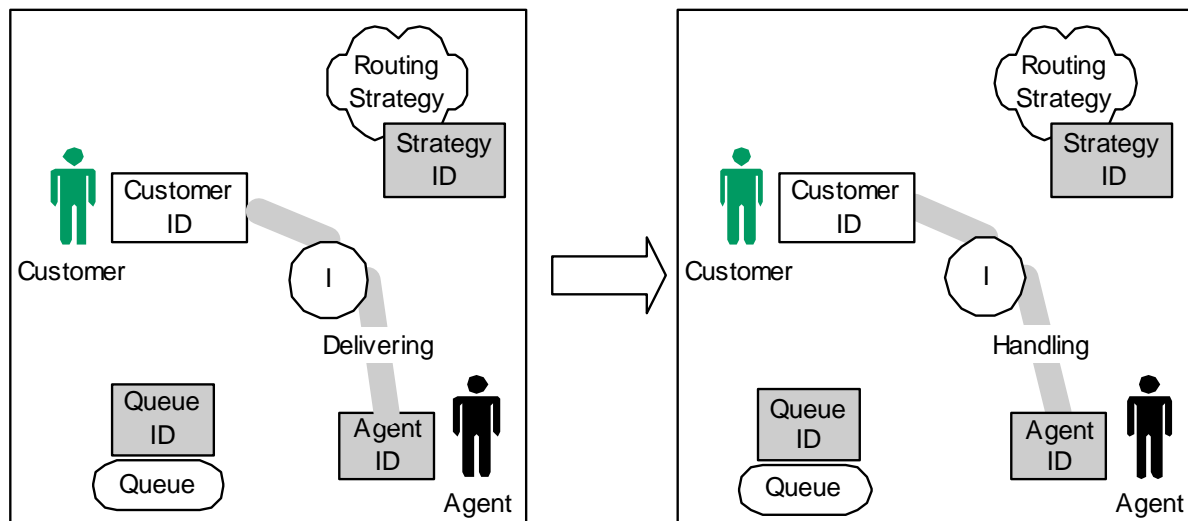 Routing
Strategy
Strategy
ID
Customer
ID
Customer
I
Delivering
Queue
ID
Queue
Agent
ID
Agent
Routing
Strategy
Strategy
ID
Customer
ID
Customer
I
Handling
Queue
ID
Queue
Agent
ID
Agent